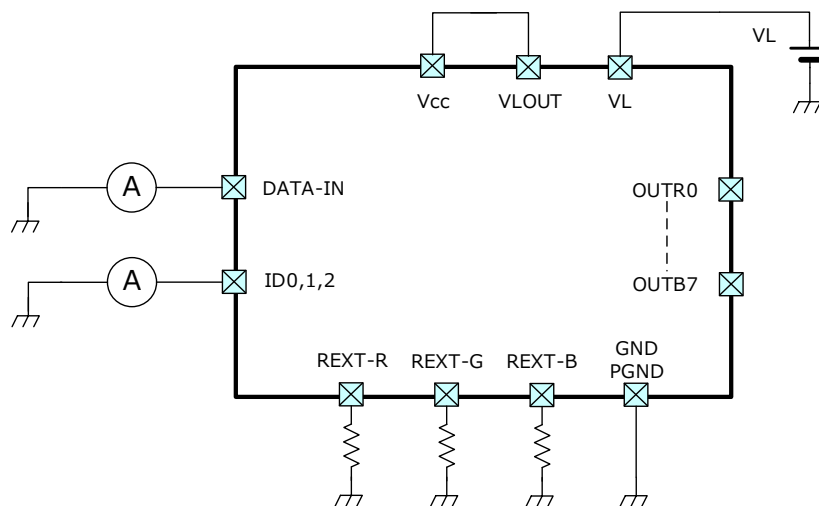 VL
Vcc
VLOUT
VL
A
DATA-IN
OUTR0
A
ID0,1,2
OUTB7
REXT-R
REXT-G
REXT-B
GND
PGND